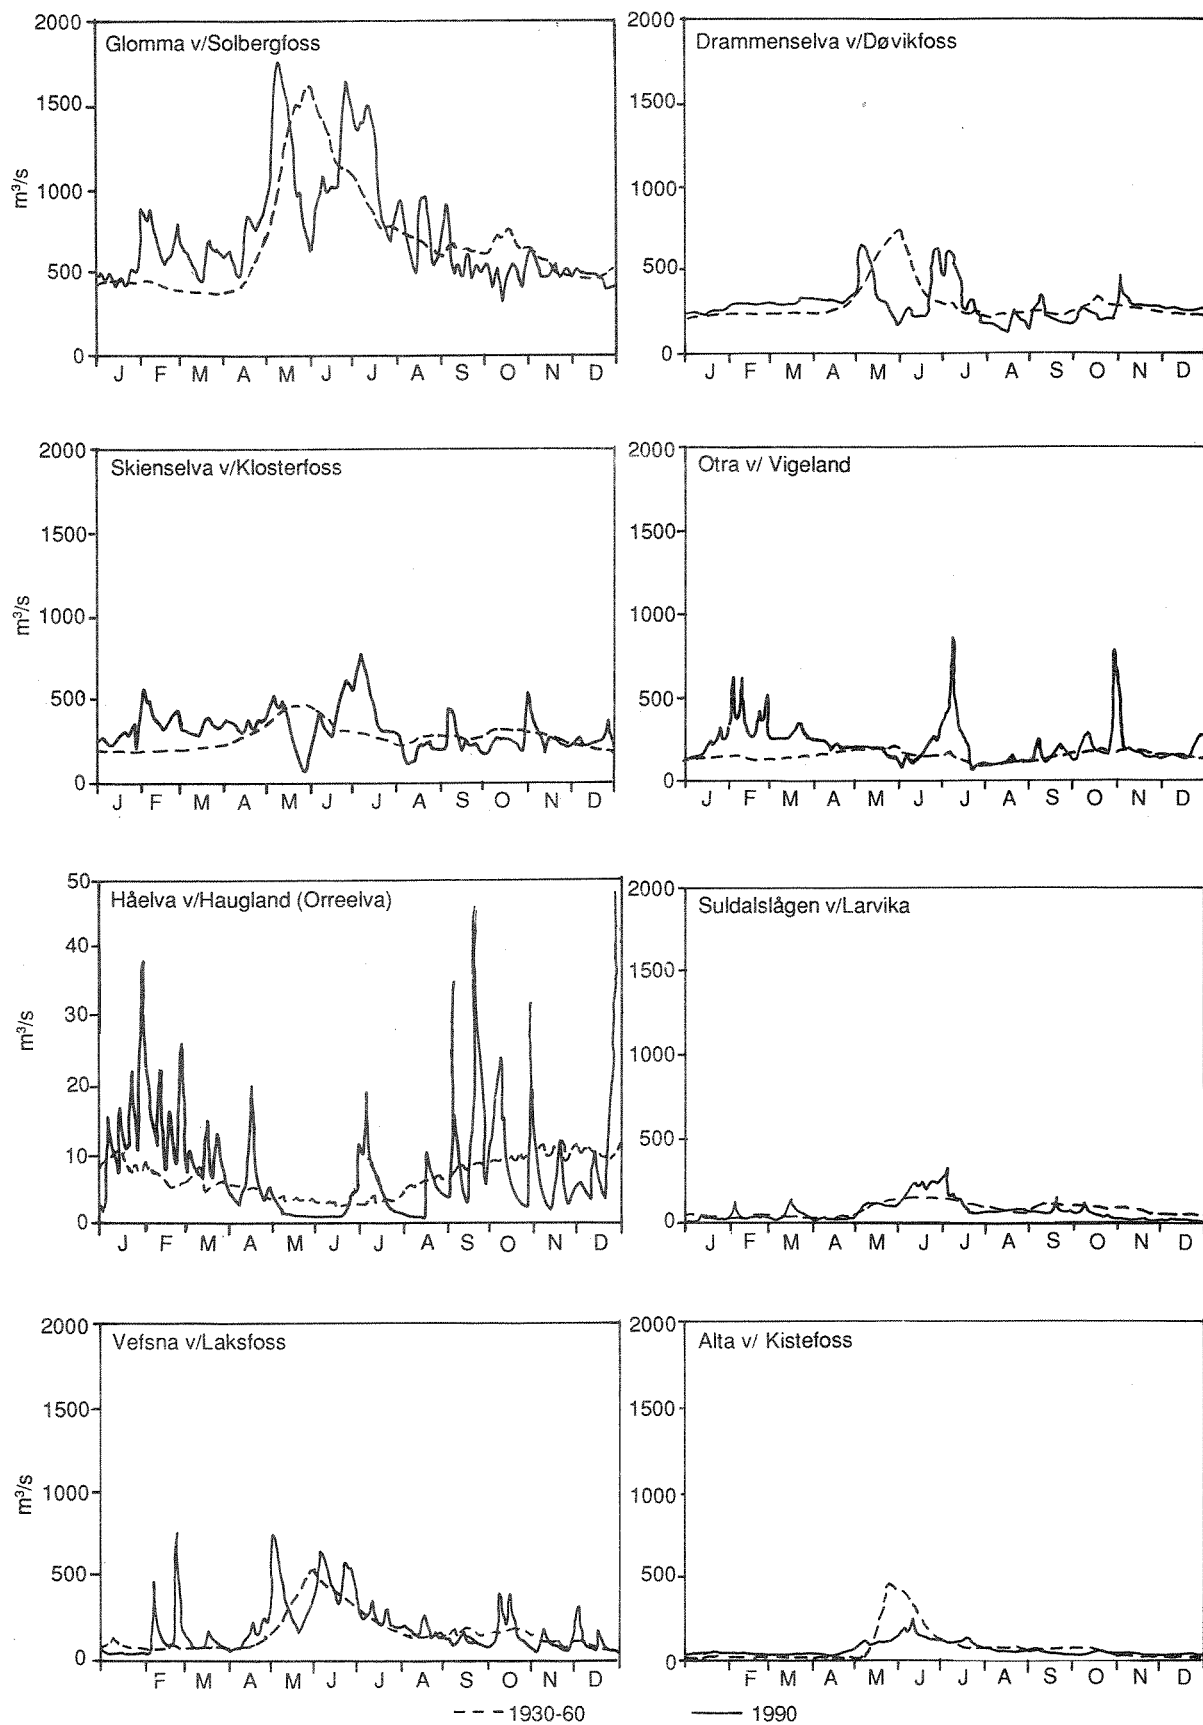 Glomma v/Solbergfoss
2000
1500
1000
500
0
m³/s
J F M A M J J A S O N D
Drammenselva v/Døvikfoss
2000
1500
1000
500
0
J F M A M J J A S O N D
Skienselva v/Klosterfoss
2000
1500
1000
500
0
m³/s
J F M A M J J A S O N D
Otra v/ Vigeland
2000
1500
1000
500
0
J F M A M J J A S O N D
Håelva v/Haugland (Orreelva)
50
40
30
20
10
0
m³/s
J F M A M J J A S O N D
Suldalslågen v/Larvika
2000
1500
1000
500
0
J F M A M J J A S O N D
Vefsna v/Laksfoss
2000
1500
1000
500
0
m³/s
J F M A M J J A S O N D
Alta v/ Kistefoss
2000
1500
1000
500
0
J F M A M J J A S O N D
1930-60
1990